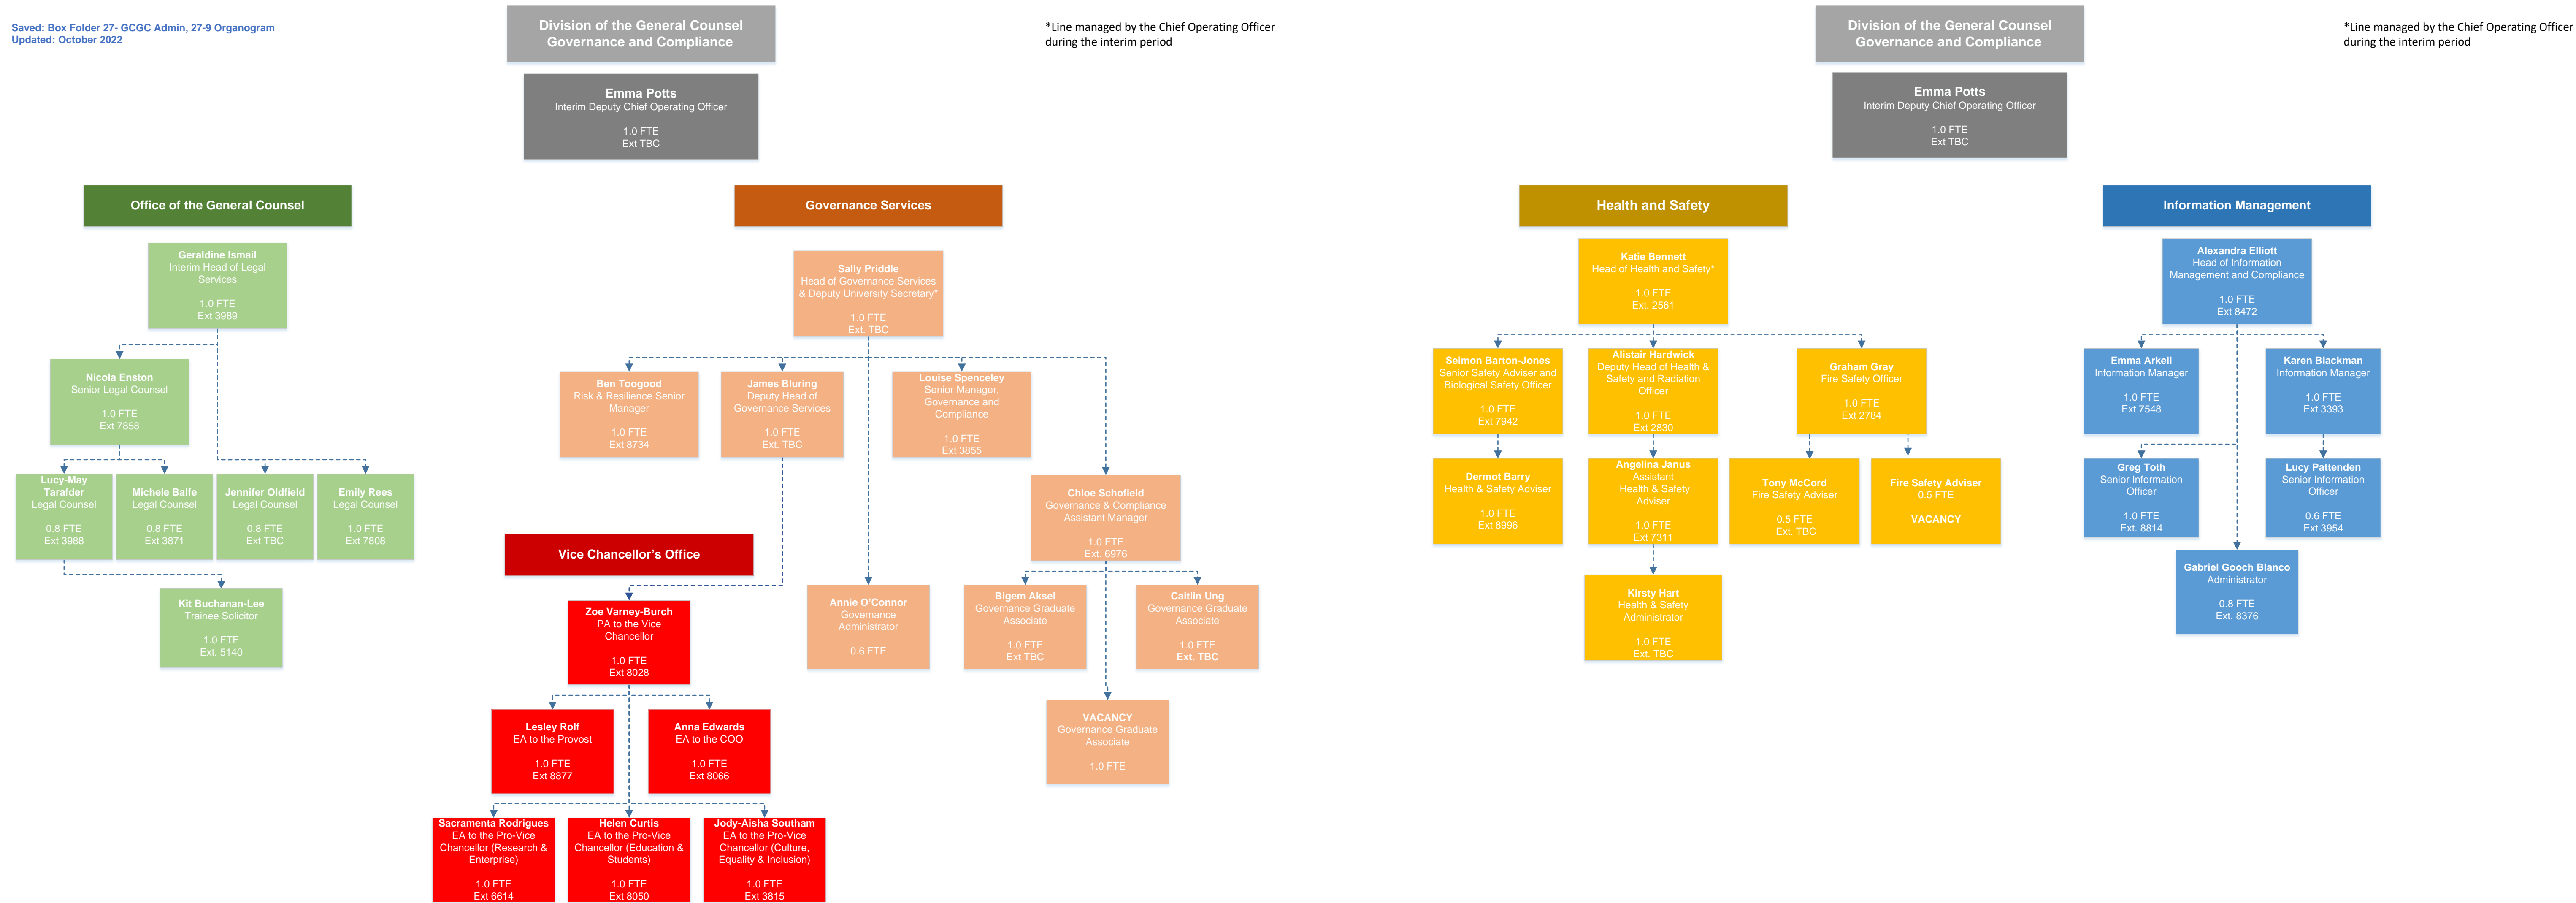 Saved: Box Folder 27- GCGC Admin, 27-9 Organogram
Updated: October 2022
Division of the General Counsel
Governance and Compliance
*Line managed by the Chief Operating Officer
during the interim period
Emma Potts
Interim Deputy Chief Operating Officer
1.0 FTE
Ext TBC
Office of the General Counsel
Geraldine Ismail
Interim Head of Legal
Services
1.0 FTE
Ext 3989
Nicola Enston
Senior Legal Counsel
1.0 FTE
Ext 7858
Lucy-May
Tarafder
Legal Counsel
0.8 FTE
Ext 3988
Michele Balfe
Legal Counsel
0.8 FTE
Ext 3871
Jennifer Oldfield
Legal Counsel
0.8 FTE
Ext TBC
Emily Rees
Legal Counsel
1.0 FTE
Ext 7808
Kit Buchanan-Lee
Trainee Solicitor
1.0 FTE
Ext. 5140
Governance Services
Sally Priddle
Head of Governance Services
& Deputy University Secretary*
1.0 FTE
Ext. TBC
Ben Toogood
Risk & Resilience Senior
Manager
1.0 FTE
Ext 8734
James Bluring
Deputy Head of
Governance Services
1.0 FTE
Ext. TBC
Louise Spenceley
Senior Manager,
Governance and
Compliance
1.0 FTE
Ext 3855
Chloe Schofield
Governance & Compliance
Assistant Manager
1.0 FTE
Ext. 6976
Annie O'Connor
Governance
Administrator
0.6 FTE
Bigem Aksel
Governance Graduate
Associate
1.0 FTE
Ext TBC
Caitlin Ung
Governance Graduate
Associate
1.0 FTE
Ext. TBC
VACANCY
Governance Graduate
Associate
1.0 FTE
Vice Chancellor's Office
Zoe Varney-Burch
PA to the Vice
Chancellor
1.0 FTE
Ext 8028
Lesley Rolf
EA to the Provost
1.0 FTE
Ext 8877
Anna Edwards
EA to the COO
1.0 FTE
Ext 8066
Sacramenta Rodrigues
EA to the Pro-Vice
Chancellor (Research &
Enterprise)
1.0 FTE
Ext 6614
Helen Curtis
EA to the Pro-Vice
Chancellor (Education &
Students)
1.0 FTE
Ext 8050
Jody-Aisha Southam
EA to the Pro-Vice
Chancellor (Culture,
Equality & Inclusion)
1.0 FTE
Ext 3815
Division of the General Counsel
Governance and Compliance
*Line managed by the Chief Operating Officer
during the interim period
Emma Potts
Interim Deputy Chief Operating Officer
1.0 FTE
Ext TBC
Health and Safety
Katie Bennett
Head of Health and Safety*
1.0 FTE
Ext. 2561
Seimon Barton-Jones
Senior Safety Adviser and
Biological Safety Officer
1.0 FTE
Ext 7942
Alistair Hardwick
Deputy Head of Health &
Safety and Radiation
Officer
1.0 FTE
Ext 2830
Graham Gray
Fire Safety Officer
1.0 FTE
Ext 2784
Dermot Barry
Health & Safety Adviser
1.0 FTE
Ext 8996
Angelina Janus
Assistant
Health & Safety
Adviser
1.0 FTE
Ext 7311
Tony McCord
Fire Safety Adviser
0.5 FTE
Ext. TBC
Fire Safety Adviser
0.5 FTE
VACANCY
Kirsty Hart
Health & Safety
Administrator
1.0 FTE
Ext. TBC
Information Management
Alexandra Elliott
Head of Information
Management and Compliance
1.0 FTE
Ext 8472
Emma Arkell
Information Manager
1.0 FTE
Ext 7548
Karen Blackman
Information Manager
1.0 FTE
Ext 3393
Greg Toth
Senior Information
Officer
1.0 FTE
Ext. 8814
Lucy Pattenden
Senior Information
Officer
0.6 FTE
Ext 3954
Gabriel Gooch Blanco
Administrator
0.8 FTE
Ext. 8376